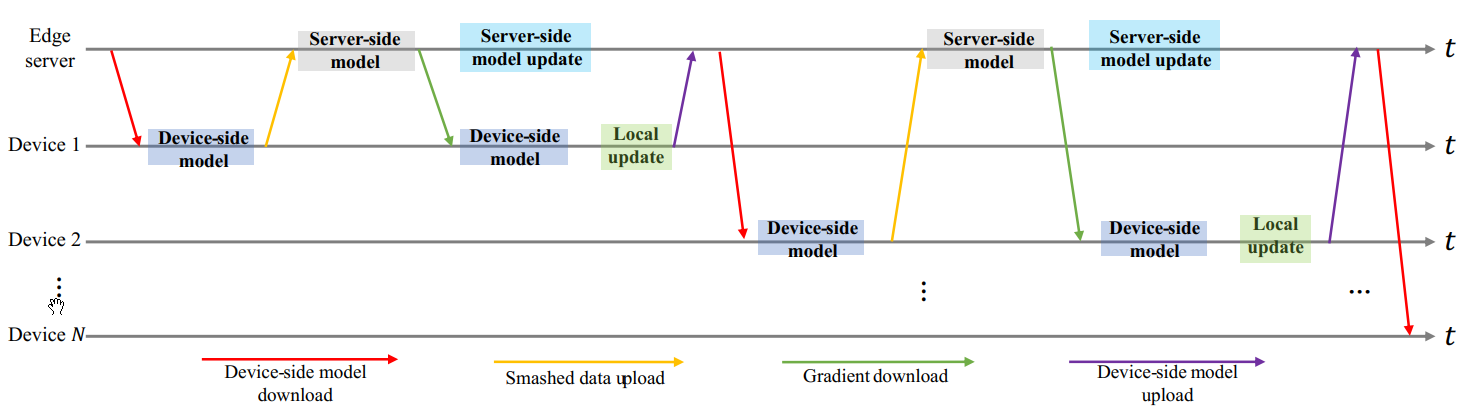 Edge
server
Server-side
model
Server-side
model update
Server-side
model
Server-side
model update
t
Device 1
Device-side
model
Device-side
model
Local
update
t
Device 2
Device-side
model
Device-side
model
Local
update
t
⋮
⋮
...
Device N
t
Device-side model
download
Smashed data upload
Gradient download
Device-side model
upload